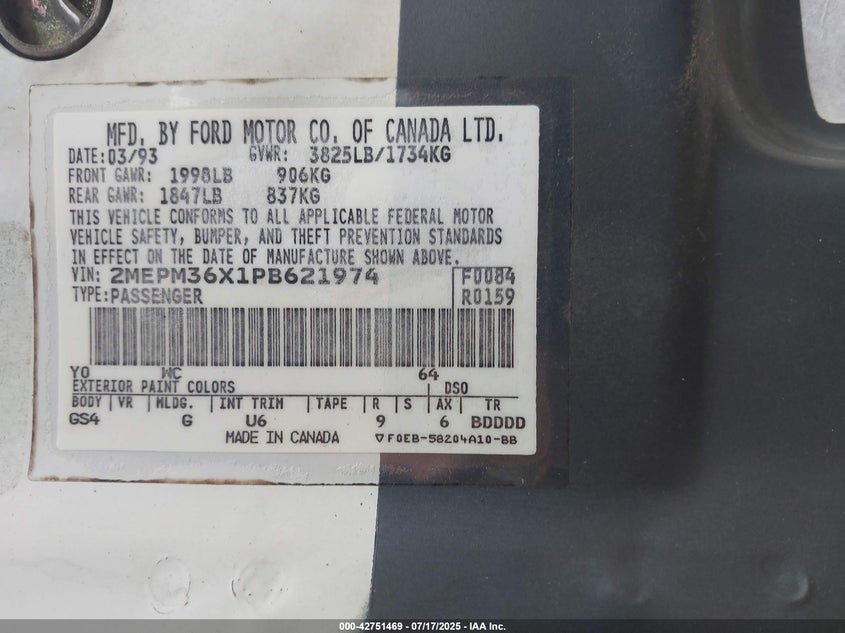 MFD. BY FORD MOTOR CO. OF CANADA LTD.
DATE: 03/93 GVWR: 3825LB/1734KG
FRONT GAWR: 1998LB 906KG
REAR GAWR: 1847LB 837KG
THIS VEHICLE CONFORMS TO ALL APPLICABLE FEDERAL MOTOR
VEHICLE SAFETY, BUMPER, AND THEFT PREVENTION STANDARDS
IN EFFECT ON THE DATE OF MANUFACTURE SHOWN ABOVE.
VIN: 2MEPM36X1PB621974 F0084
TYPE: PASSENGER R0159
YO WC 64
EXTERIOR PAINT COLORS DSO
BODY | VR | MLDG. | INT TRIM | TAPE | R | S | AX | TR
GS4 G U6 9 6 BDDDD
MADE IN CANADA ▽F0EB-58204A10-BB
000-42751469 - 07/17/2025 - IAA Inc.